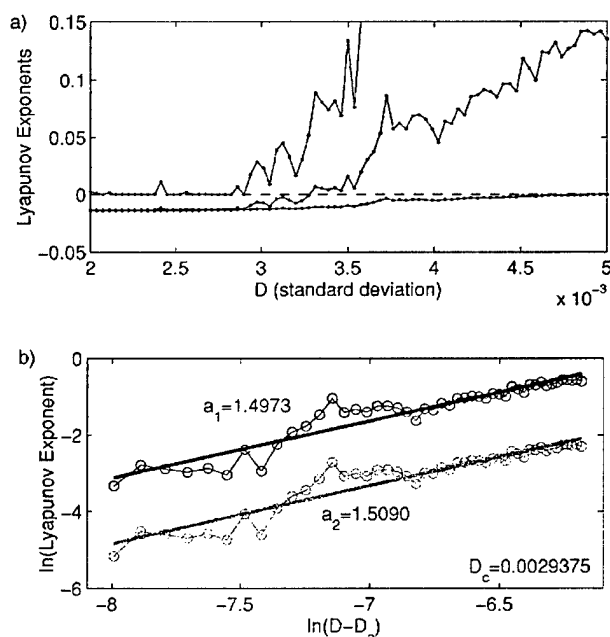 a)
0.15
0.1
0.05
0
−0.05
Lyapunov Exponents
2
2.5
3
3.5
4
4.5
5
D (standard deviation)
x 10⁻³
b)
0
−2
−4
−6
ln(Lyapunov Exponent)
a₁=1.4973
a₂=1.5090
D_c=0.0029375
−8
−7.5
−7
−6.5
ln(D−D_c)